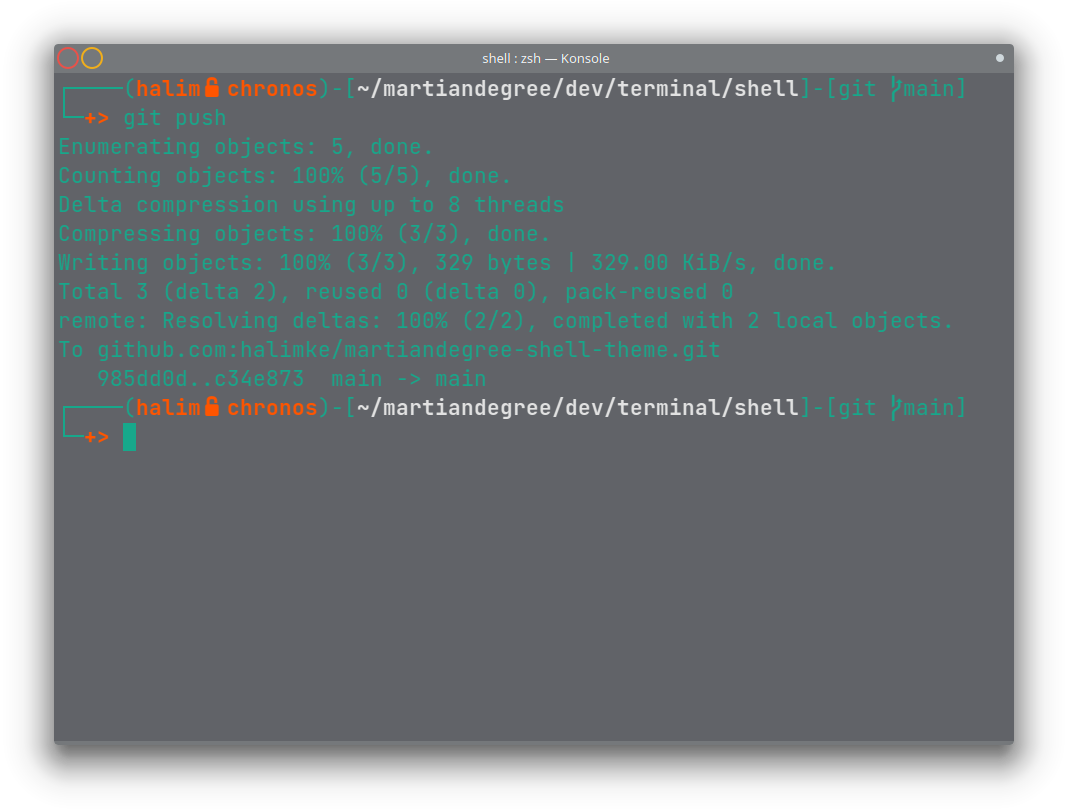 shell : zsh — Konsole
┌────(halim🔓chronos)-[~/martiandegree/dev/terminal/shell]-[git main]
└─+> git push
Enumerating objects: 5, done.
Counting objects: 100% (5/5), done.
Delta compression using up to 8 threads
Compressing objects: 100% (3/3), done.
Writing objects: 100% (3/3), 329 bytes | 329.00 KiB/s, done.
Total 3 (delta 2), reused 0 (delta 0), pack-reused 0
remote: Resolving deltas: 100% (2/2), completed with 2 local objects.
To github.com:halimke/martiandegree-shell-theme.git
   985dd0d..c34e873  main -> main
┌────(halim🔓chronos)-[~/martiandegree/dev/terminal/shell]-[git main]
└─+>